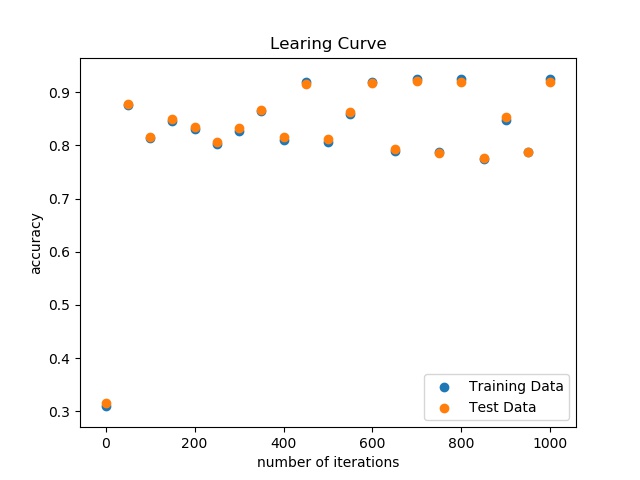 Learing Curve
0.9
0.8
0.7
0.6
0.5
0.4
0.3
accuracy
0
200
400
600
800
1000
number of iterations
Training Data
Test Data